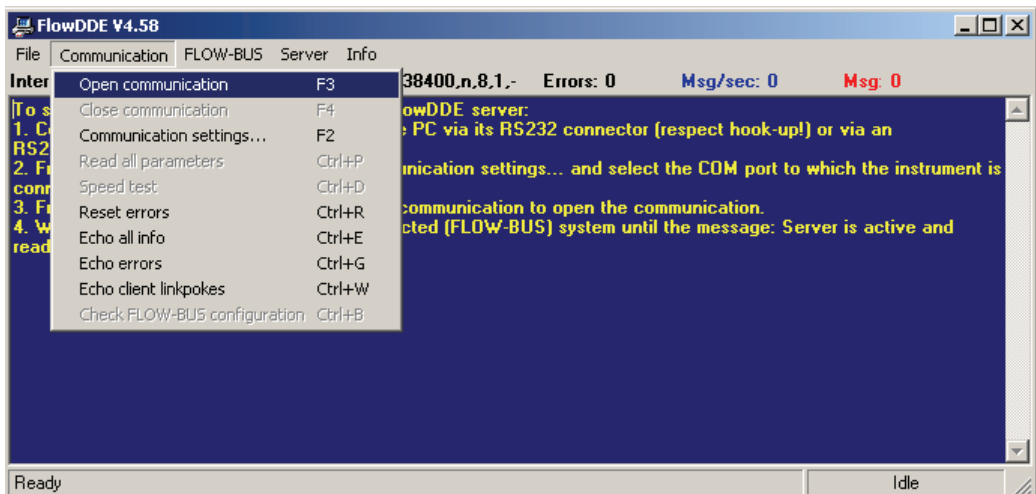 FlowDDE V4.58
File Communication FLOW-BUS Server Info
Inter 38400,n,8,1,- Errors: 0 Msg/sec: 0 Msg: 0
Open communication F3
Close communication F4
Communication settings... F2
Read all parameters Ctrl+P
Speed test Ctrl+D
Reset errors Ctrl+R
Echo all info Ctrl+E
Echo errors Ctrl+G
Echo client linkpokes Ctrl+W
Check FLOW-BUS configuration Ctrl+B
To s owDDE server:
1. C PC via its RS232 connector (respect hook-up!) or via an
RS2
2. F unication settings... and select the COM port to which the instrument is
conn
3. F communication to open the communication.
4. W cted (FLOW-BUS) system until the message: Server is active and
read
Ready Idle